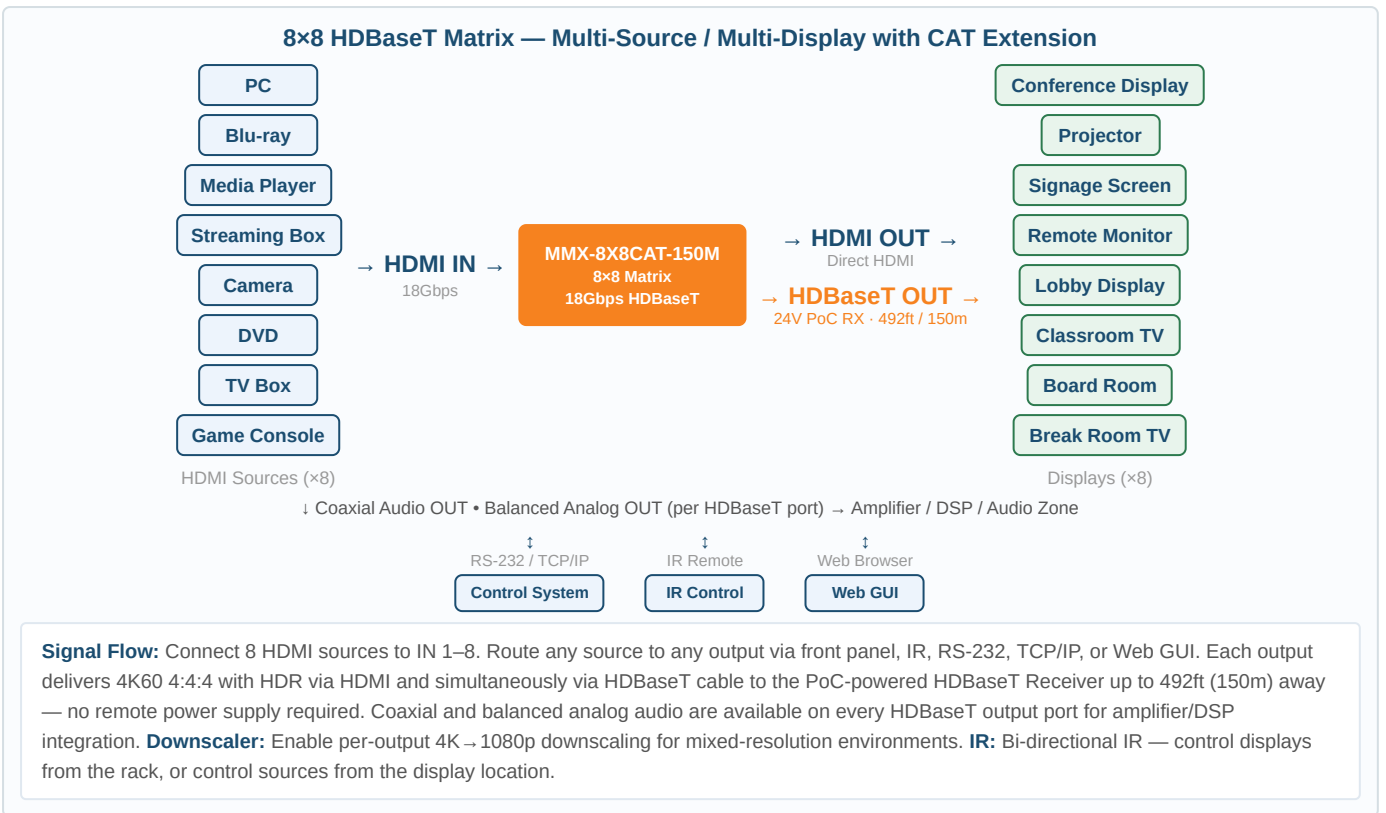 8×8 HDBaseT Matrix — Multi-Source / Multi-Display with CAT Extension
PC
Blu-ray
Media Player
Streaming Box
Camera
DVD
TV Box
Game Console
HDMI Sources (×8)
→ HDMI IN →
18Gbps
MMX-8X8CAT-150M
8×8 Matrix
18Gbps HDBaseT
→ HDMI OUT →
Direct HDMI
→ HDBaseT OUT →
24V PoC RX · 492ft / 150m
Conference Display
Projector
Signage Screen
Remote Monitor
Lobby Display
Classroom TV
Board Room
Break Room TV
Displays (×8)
↓ Coaxial Audio OUT • Balanced Analog OUT (per HDBaseT port) → Amplifier / DSP / Audio Zone
↕
RS-232 / TCP/IP
Control System
↕
IR Remote
IR Control
↕
Web Browser
Web GUI
Signal Flow: Connect 8 HDMI sources to IN 1–8. Route any source to any output via front panel, IR, RS-232, TCP/IP, or Web GUI. Each output
delivers 4K60 4:4:4 with HDR via HDMI and simultaneously via HDBaseT cable to the PoC-powered HDBaseT Receiver up to 492ft (150m) away
— no remote power supply required. Coaxial and balanced analog audio are available on every HDBaseT output port for amplifier/DSP
integration. Downscaler: Enable per-output 4K→1080p downscaling for mixed-resolution environments. IR: Bi-directional IR — control displays
from the rack, or control sources from the display location.